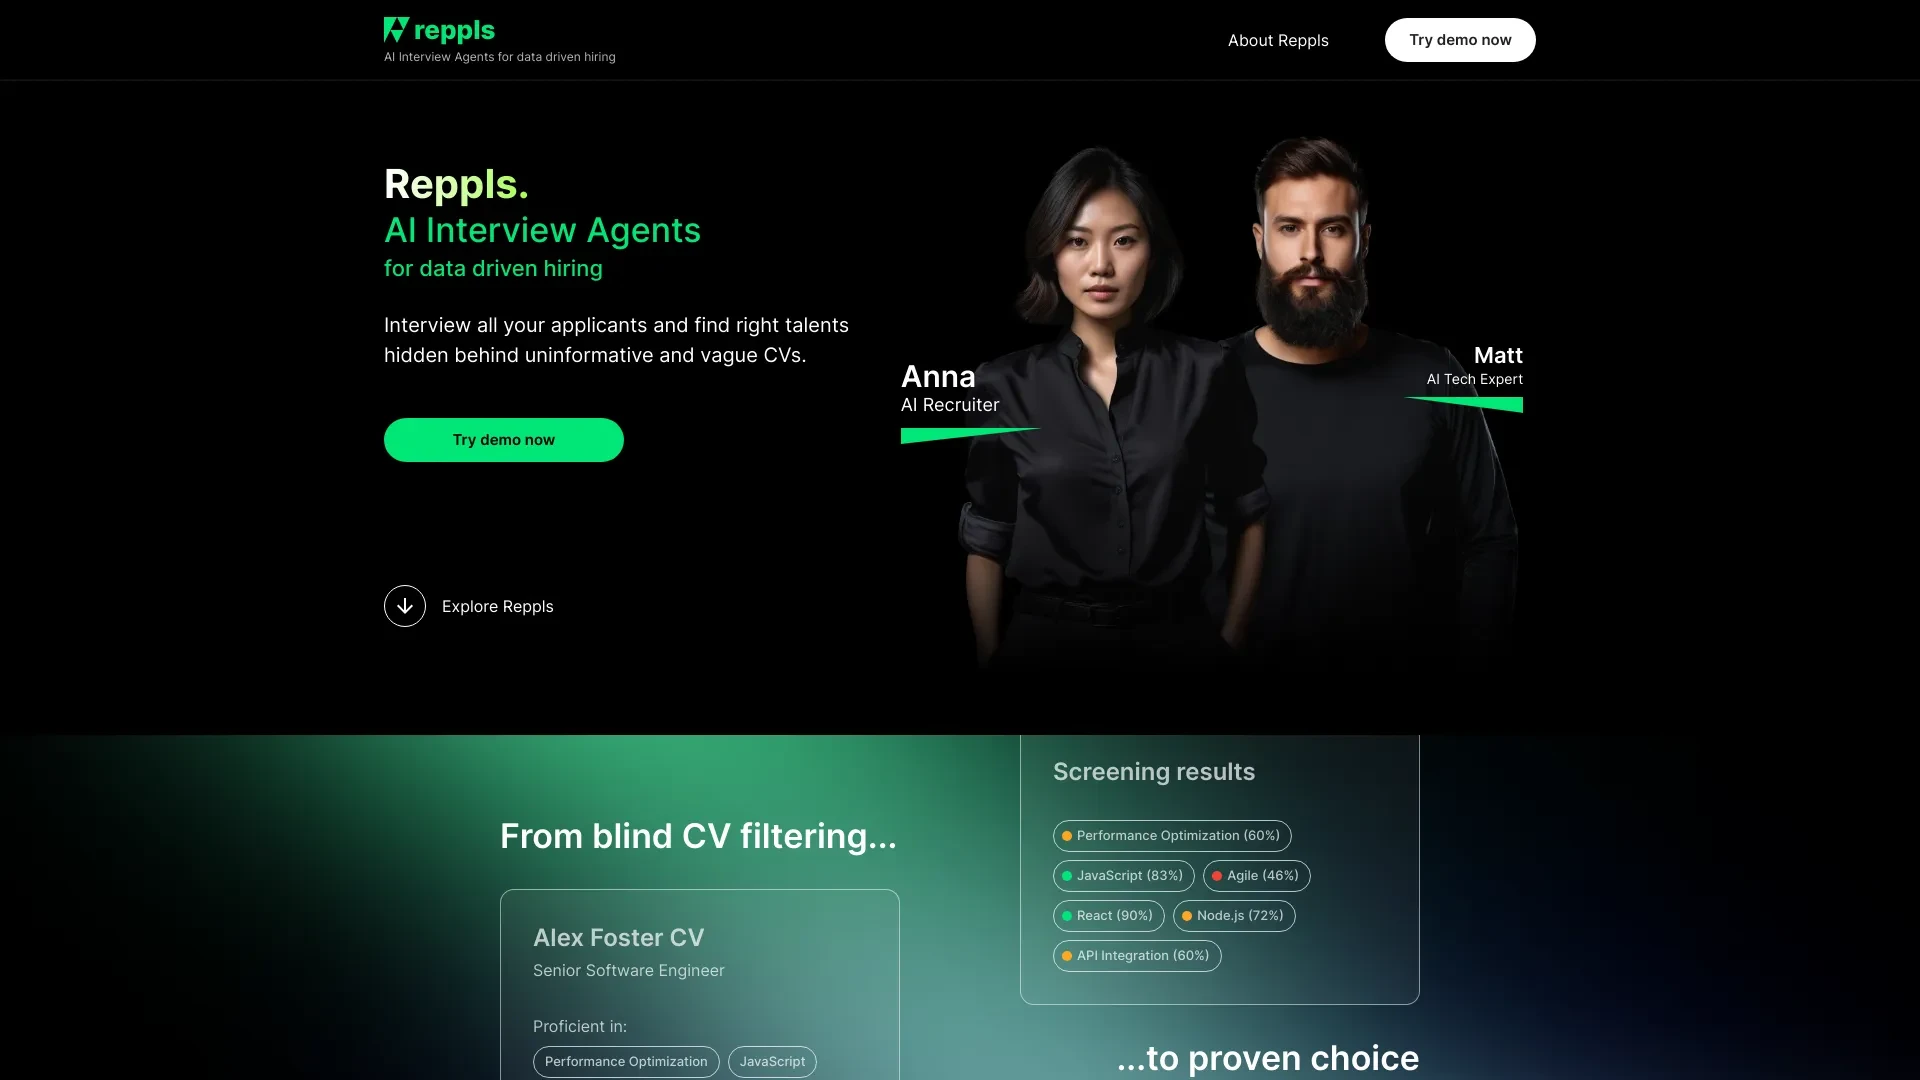 reppls
AI Interview Agents for data driven hiring
About Reppls
Try demo now
Reppls.
AI Interview Agents
for data driven hiring
Interview all your applicants and find right talents
hidden behind uninformative and vague CVs.
Try demo now
Explore Reppls
Anna
AI Recruiter
Matt
AI Tech Expert
From blind CV filtering...
Alex Foster CV
Senior Software Engineer
Proficient in:
Performance Optimization JavaScript
Screening results
Performance Optimization (60%)
JavaScript (83%) Agile (46%)
React (90%) Node.js (72%)
API Integration (60%)
...to proven choice